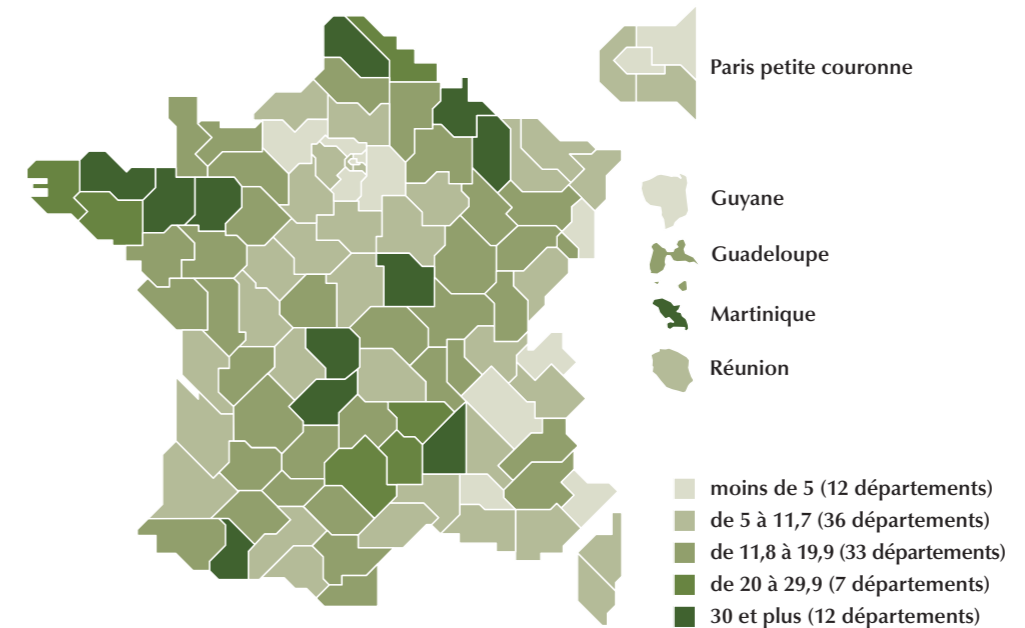 Paris petite couronne
Guyane
Guadeloupe
Martinique
Réunion
moins de 5 (12 départements)
de 5 à 11,7 (36 départements)
de 11,8 à 19,9 (33 départements)
de 20 à 29,9 (7 départements)
30 et plus (12 départements)